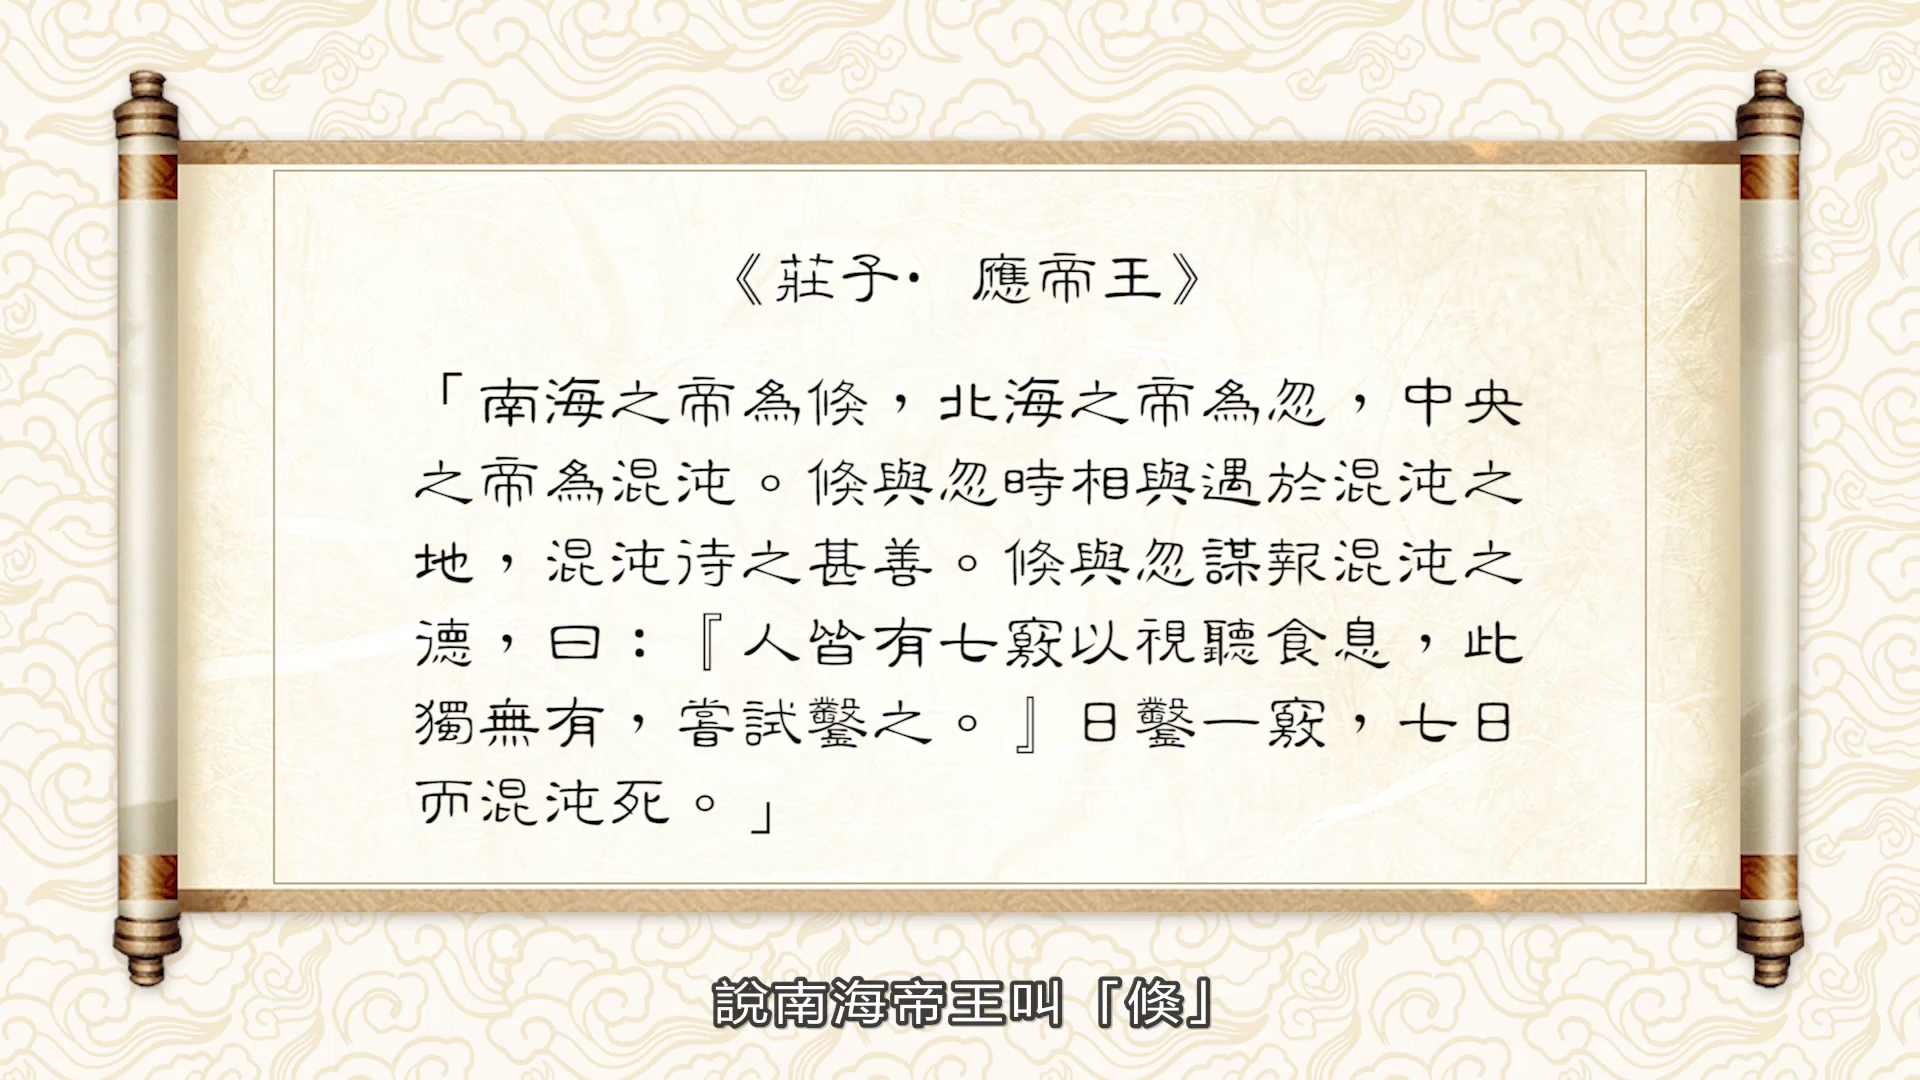 《莊子· 應帝王》
「南海之帝為倏，北海之帝為忽，中央
之帝為混沌。倏與忽時相與遇於混沌之
地，混沌待之甚善。倏與忽謀報混沌之
德，曰：『人皆有七竅以視聽食息，此
獨無有，嘗試鑿之。』日鑿一竅，七日
而混沌死。」
說南海帝王叫「倏」